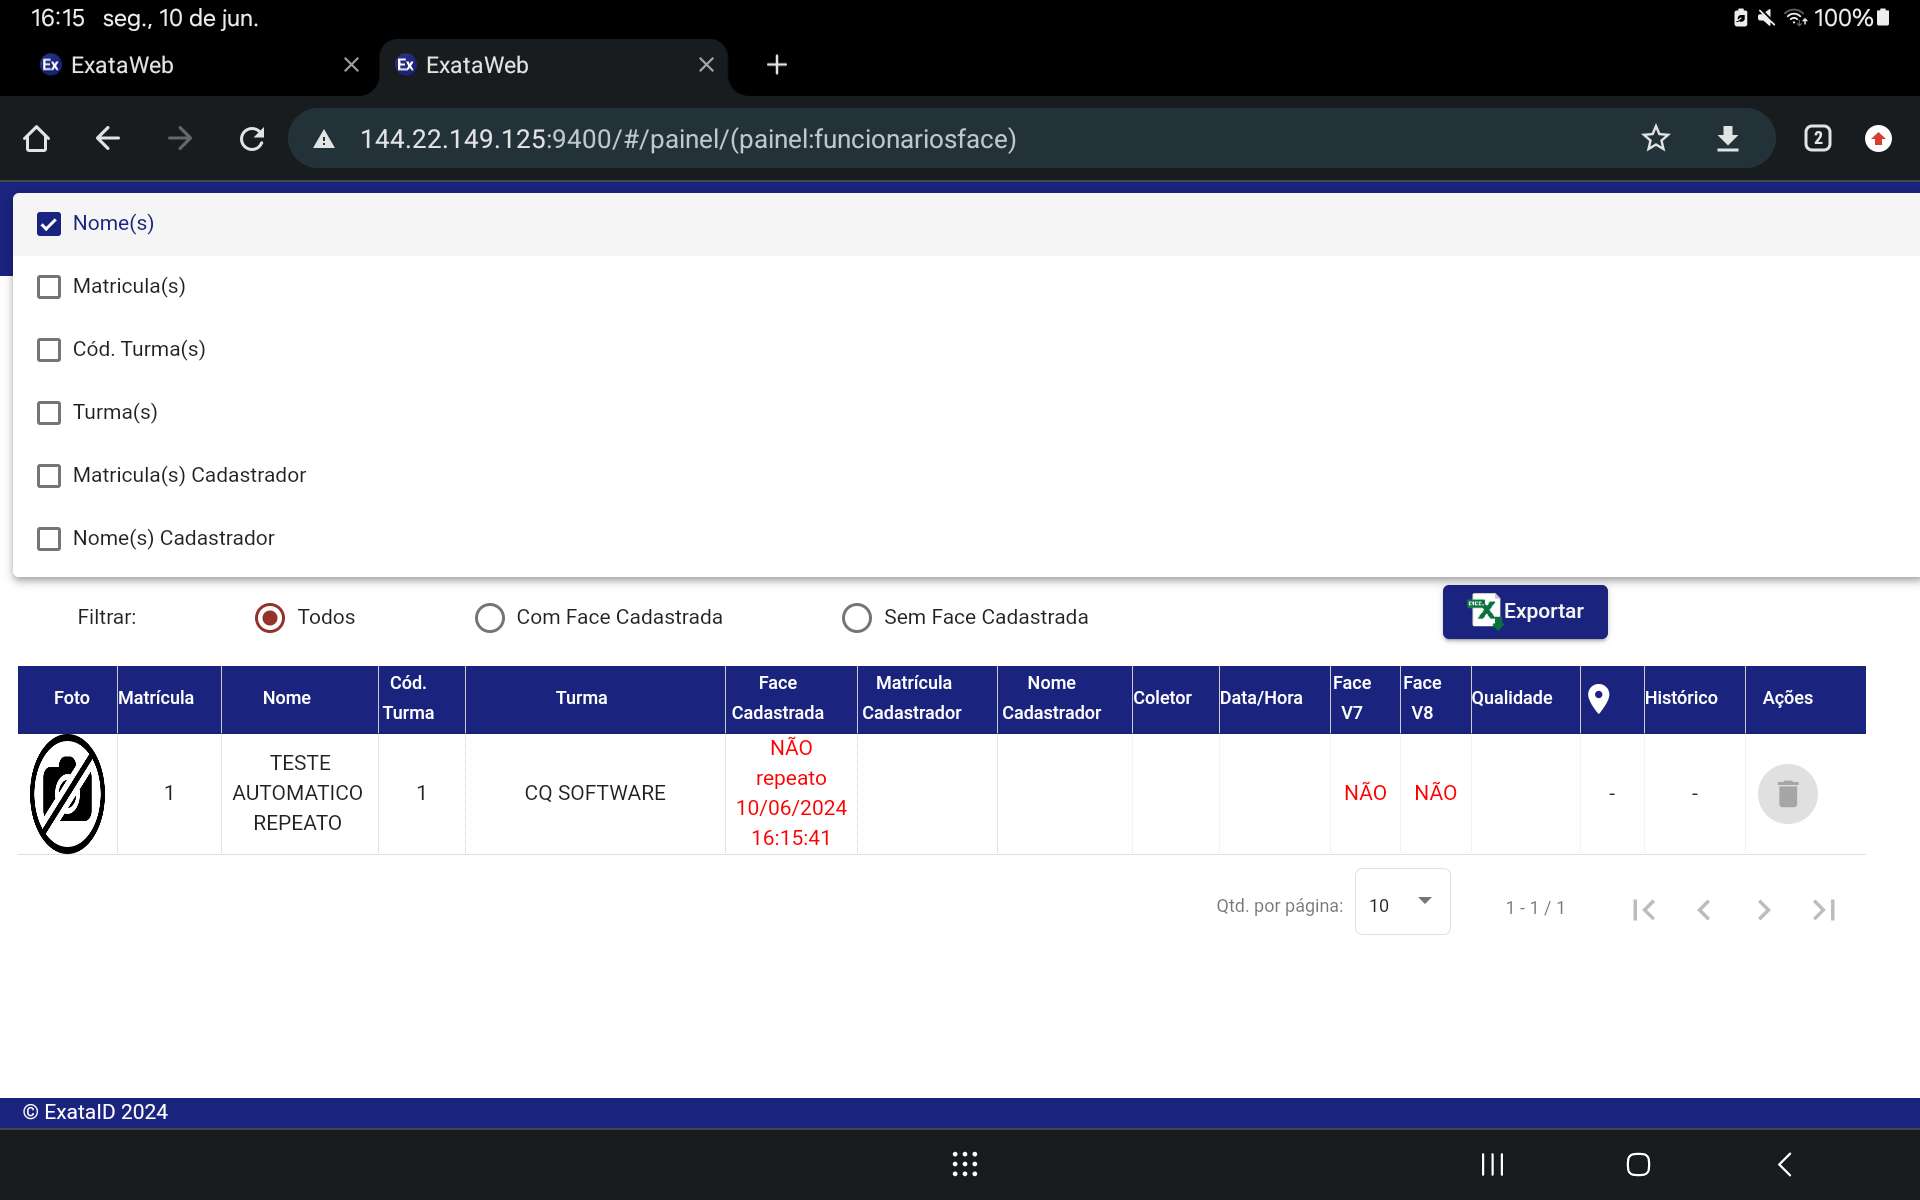 16:15 seg., 10 de jun. 100%
Ex ExataWeb Ex ExataWeb
144.22.149.125:9400/#/painel/(painel:funcionariosface) 2
Nome(s)
Matricula(s)
Cód. Turma(s)
Turma(s)
Matricula(s) Cadastrador
Nome(s) Cadastrador
Filtrar: Todos Com Face Cadastrada Sem Face Cadastrada Exportar
Foto Matrícula Nome Cód. Turma Turma Face Cadastrada Matrícula Cadastrador Nome Cadastrador Coletor Data/Hora Face V7 Face V8 Qualidade Histórico Ações
1
TESTE
AUTOMATICO
REPEATO
1
CQ SOFTWARE
NÃO
repeato
10/06/2024
16:15:41
NÃO NÃO - -
Qtd. por página: 10 1 - 1 / 1
© ExataID 2024